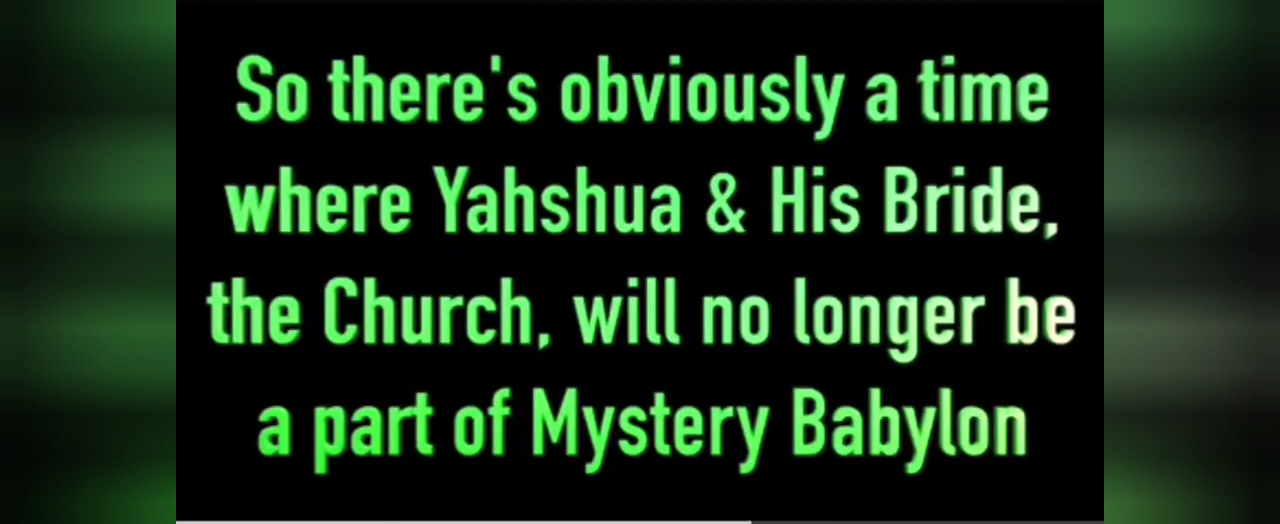 So there's obviously a time
where Yahshua & His Bride,
the Church, will no longer be
a part of Mystery Babylon